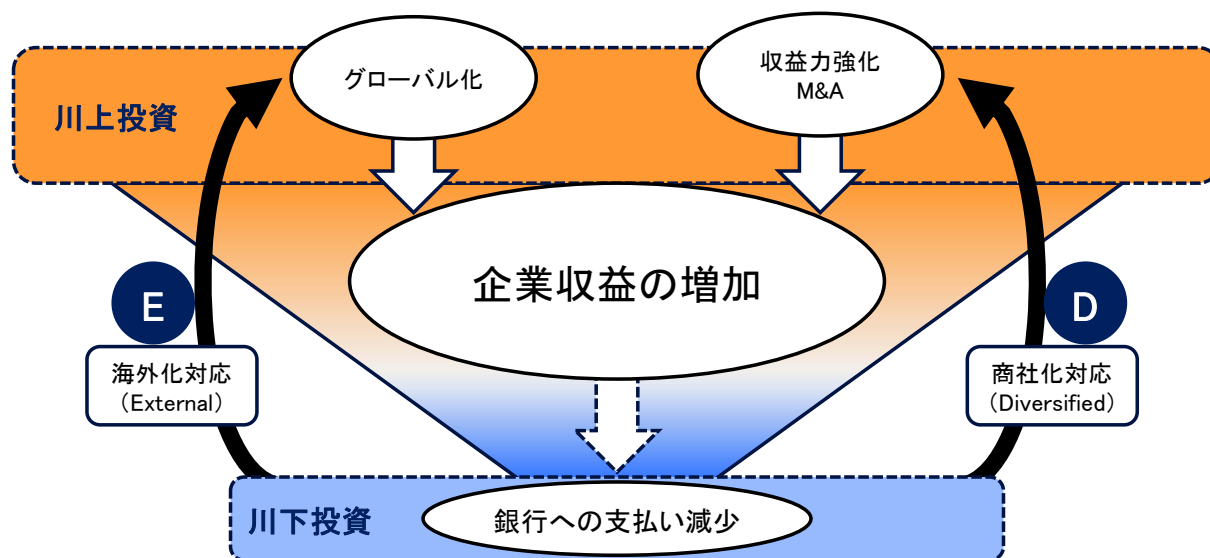 グローバル化
収益力強化
M&A
川上投資
企業収益の増加
E
D
海外化対応
（External）
商社化対応
（Diversified）
川下投資
銀行への支払い減少